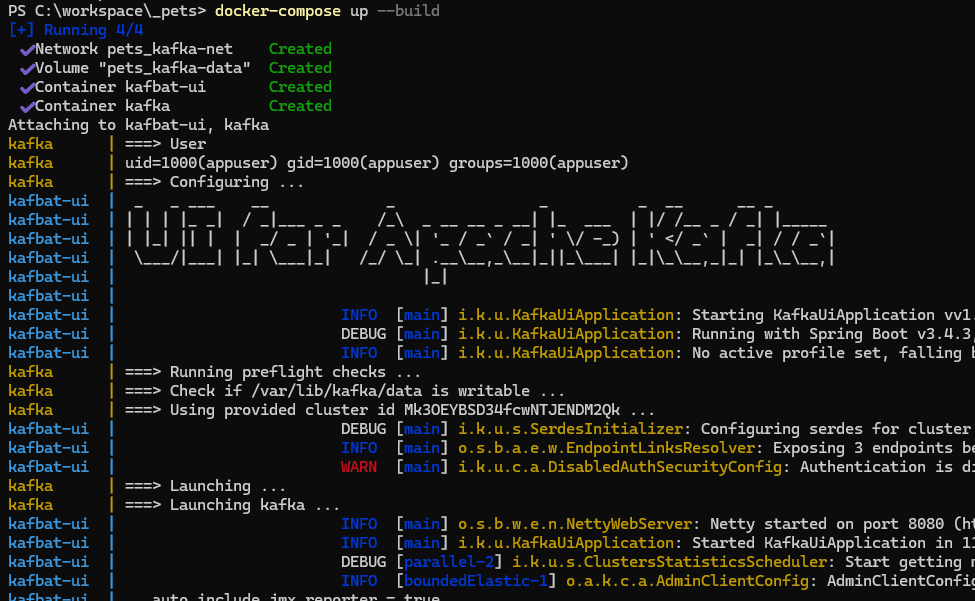 PS C:\workspace\_pets> docker-compose up --build
[+] Running 4/4
✔Network pets_kafka-net    Created
✔Volume "pets_kafka-data"  Created
✔Container kafbat-ui       Created
✔Container kafka           Created
Attaching to kafbat-ui, kafka
kafka      | ===> User
kafka      | uid=1000(appuser) gid=1000(appuser) groups=1000(appuser)
kafka      | ===> Configuring ...
kafbat-ui  |
kafbat-ui  | UI for Apache Kafka
kafbat-ui  |
kafbat-ui  |
kafbat-ui  |
kafbat-ui  |
kafbat-ui  | INFO  [main] i.k.u.KafkaUiApplication: Starting KafkaUiApplication vv1.
kafbat-ui  | DEBUG [main] i.k.u.KafkaUiApplication: Running with Spring Boot v3.4.3,
kafbat-ui  | INFO  [main] i.k.u.KafkaUiApplication: No active profile set, falling
kafka      | ===> Running preflight checks ...
kafka      | ===> Check if /var/lib/kafka/data is writable ...
kafka      | ===> Using provided cluster id Mk3OEYBSD34fcwNTJENDM2Qk ...
kafbat-ui  | DEBUG [main] i.k.u.s.SerdesInitializer: Configuring serdes for cluster
kafbat-ui  | INFO  [main] o.s.b.a.e.w.EndpointLinksResolver: Exposing 3 endpoints be
kafbat-ui  | WARN  [main] i.k.u.c.a.DisabledAuthSecurityConfig: Authentication is di
kafka      | ===> Launching ...
kafka      | ===> Launching kafka ...
kafbat-ui  | INFO  [main] o.s.b.w.e.n.NettyWebServer: Netty started on port 8080 (ht
kafbat-ui  | INFO  [main] i.k.u.KafkaUiApplication: Started KafkaUiApplication in 11
kafbat-ui  | DEBUG [parallel-2] i.k.u.s.ClustersStatisticsScheduler: Start getting
kafbat-ui  | INFO  [boundedElastic-1] o.a.k.c.a.AdminClientConfig: AdminClientConfig
kafbat-ui  | auto.include.jmx.reporter = true